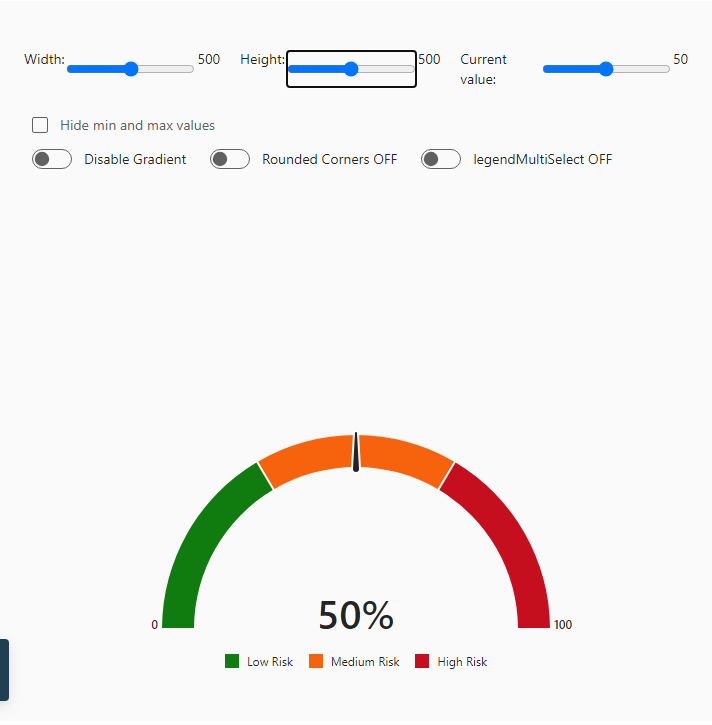 Width: 500 Height: 500 Current value: 50
Hide min and max values
Disable Gradient Rounded Corners OFF legendMultiSelect OFF
50%
0 100
Low Risk Medium Risk High Risk